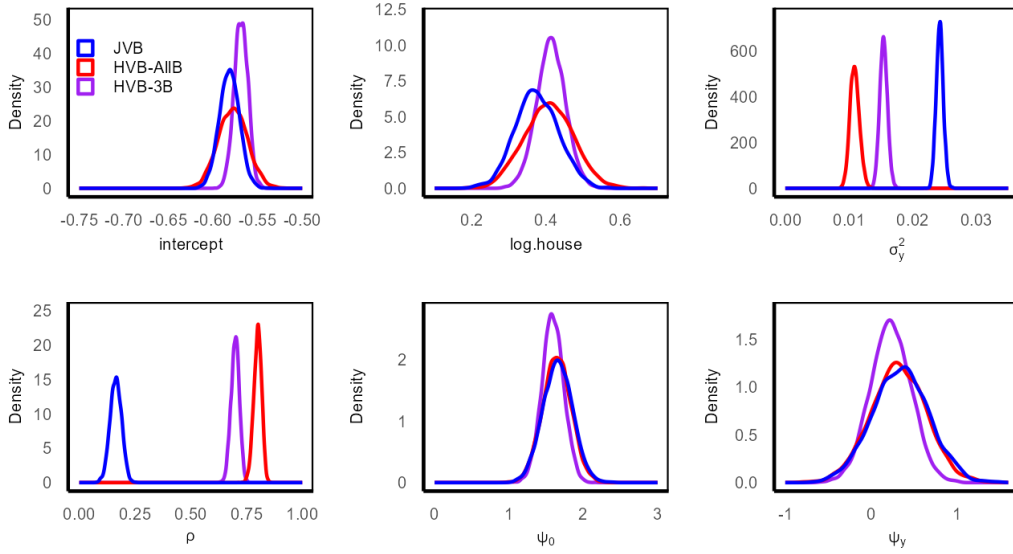 50
40
30
20
10
0
Density
JVB
HVB-AllB
HVB-3B
-0.75 -0.70 -0.65 -0.60 -0.55 -0.50
intercept
12.5
10.0
7.5
5.0
2.5
0.0
Density
0.2 0.4 0.6
log.house
600
400
200
0
Density
0.00 0.01 0.02 0.03
σ²y
25
20
15
10
5
0
Density
0.00 0.25 0.50 0.75 1.00
ρ
2
1
0
Density
0 1 2 3
ψ₀
1.5
1.0
0.5
0.0
Density
-1 0 1
ψy